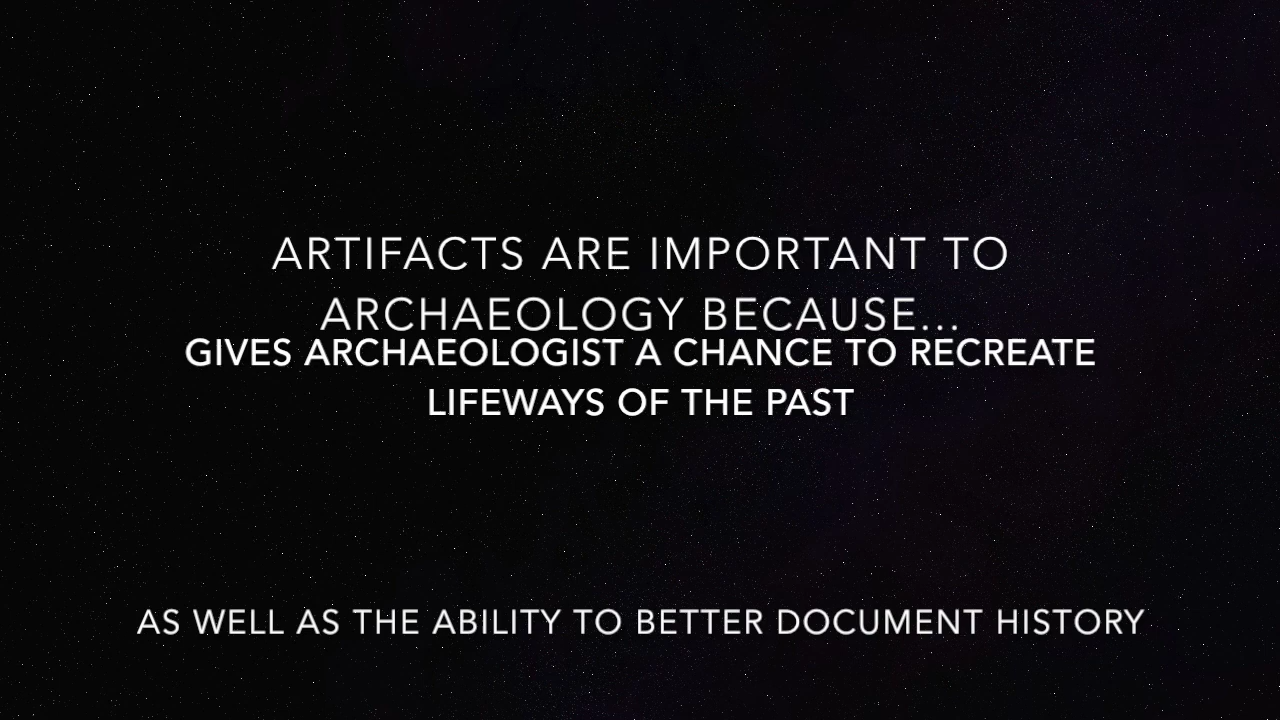 ARTIFACTS ARE IMPORTANT TO
ARCHAEOLOGY BECAUSE...
GIVES ARCHAEOLOGIST A CHANCE TO RECREATE
LIFEWAYS OF THE PAST
AS WELL AS THE ABILITY TO BETTER DOCUMENT HISTORY